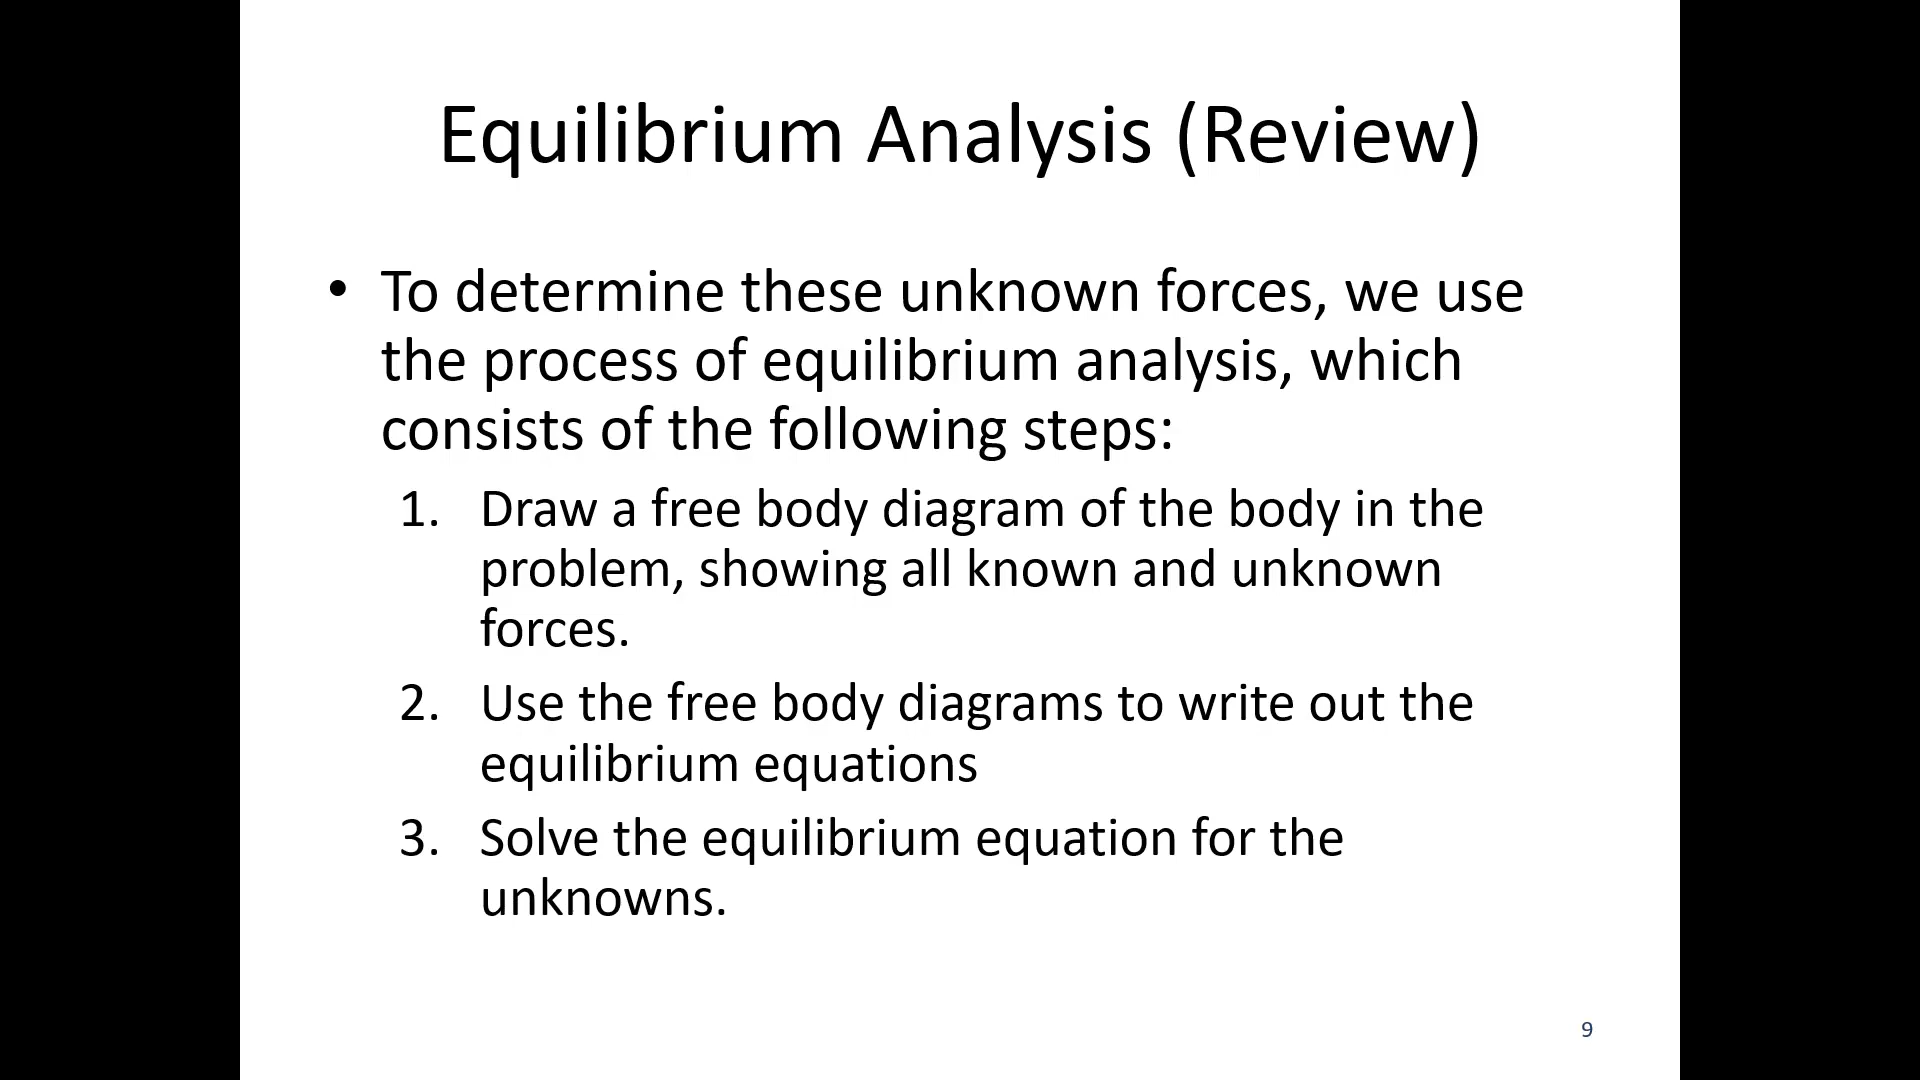 Equilibrium Analysis (Review)
• To determine these unknown forces, we use
the process of equilibrium analysis, which
consists of the following steps:
1. Draw a free body diagram of the body in the
problem, showing all known and unknown
forces.
2. Use the free body diagrams to write out the
equilibrium equations
3. Solve the equilibrium equation for the
unknowns.
9